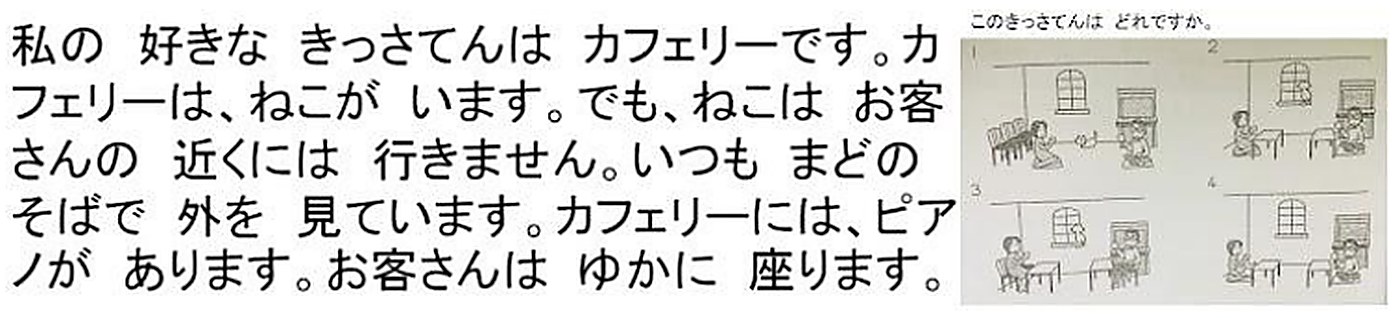 私の 好きな きっさてんは カフェリーです。カ
フェリーは、ねこが います。でも、ねこは お客
さんの 近くには 行きません。いつも まどの
そばで 外を 見ています。カフェリーには、ピア
ノが あります。お客さんは ゆかに 座ります。
このきっさてんは どれですか。
1
2
3
4